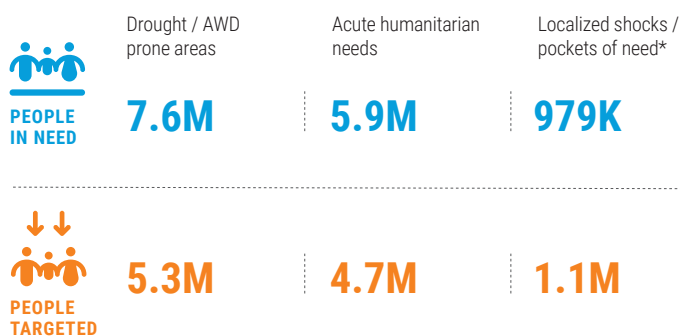 Drought / AWD
prone areas
Acute humanitarian
needs
Localized shocks /
pockets of need*
PEOPLE
IN NEED
7.6M
5.9M
979K
PEOPLE
TARGETED
5.3M
4.7M
1.1M